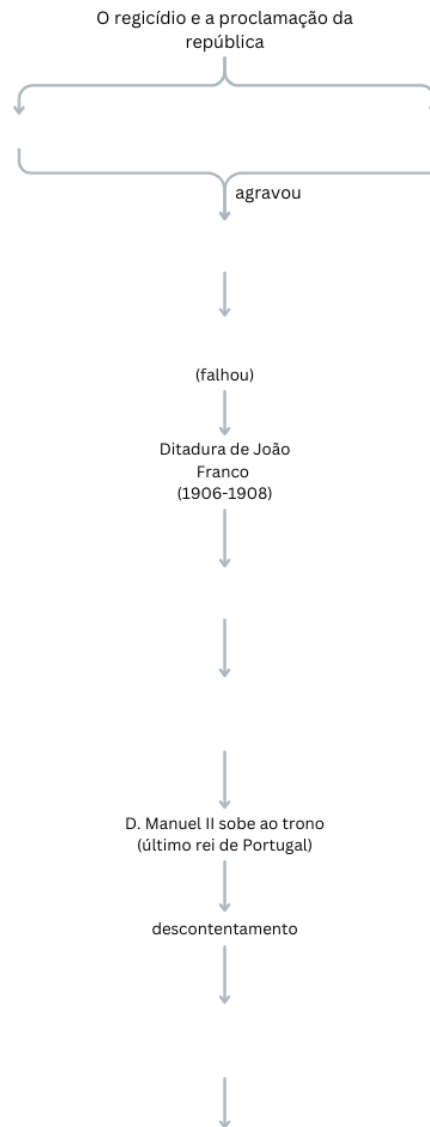 O regicídio e a proclamação da
república
agravou
(falhou)
Ditadura de João
Franco
(1906-1908)
D. Manuel II sobe ao trono
(último rei de Portugal)
descontentamento